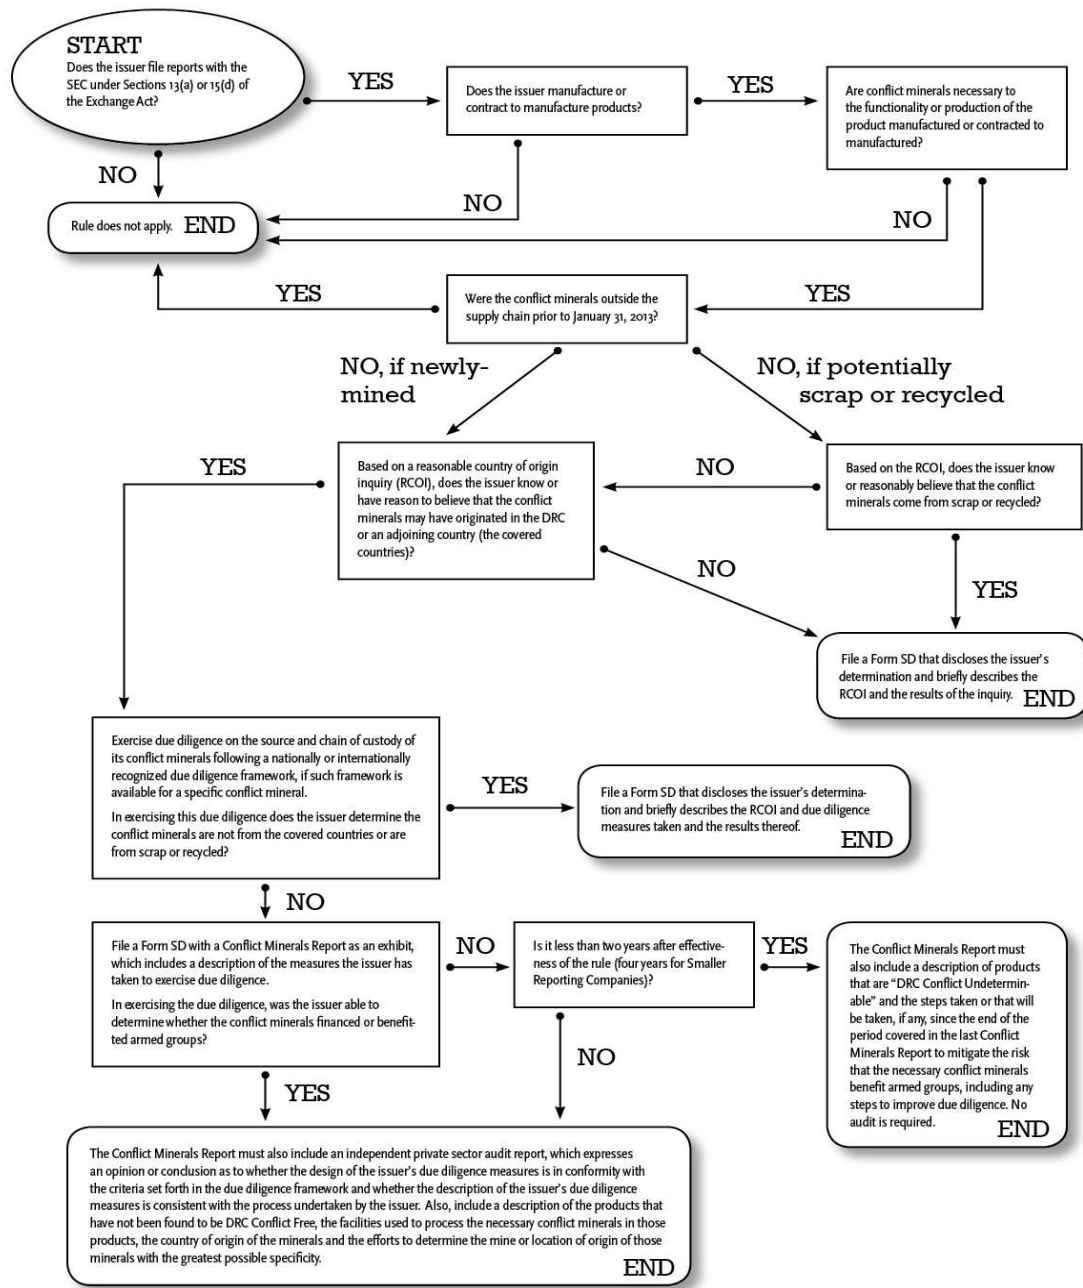 START
Does the issuer file reports with the
SEC under Sections 13(a) or 15(d) of
the Exchange Act?
YES
Does the issuer manufacture or
contract to manufacture products?
YES
Are conflict minerals necessary to
the functionality or production of the
product manufactured or contracted to
manufactured?
NO
NO
NO
Rule does not apply. END
YES
Were the conflict minerals outside the
supply chain prior to January 31, 2013?
YES
NO, if newly-
mined
NO, if potentially
scrap or recycled
YES
Based on a reasonable country of origin
inquiry (RCOI), does the issuer know or
have reason to believe that the conflict
minerals may have originated in the DRC
or an adjoining country (the covered
countries)?
NO
Based on the RCOI, does the issuer know
or reasonably believe that the conflict
minerals come from scrap or recycled?
NO
YES
File a Form SD that discloses the issuer's
determination and briefly describes the
RCOI and the results of the inquiry. END
Exercise due diligence on the source and chain of custody of
its conflict minerals following a nationally or internationally
recognized due diligence framework, if such framework is
available for a specific conflict mineral.
In exercising this due diligence does the issuer determine the
conflict minerals are not from the covered countries or are
from scrap or recycled?
YES
File a Form SD that discloses the issuer's determina-
tion and briefly describes the RCOI and due diligence
measures taken and the results thereof.
END
NO
File a Form SD with a Conflict Minerals Report as an exhibit,
which includes a description of the measures the issuer has
taken to exercise due diligence.
In exercising the due diligence, was the issuer able to
determine whether the conflict minerals financed or benefit-
ted armed groups?
NO
Is it less than two years after effective-
ness of the rule (four years for Smaller
Reporting Companies)?
YES
The Conflict Minerals Report must
also include a description of products
that are "DRC Conflict Undetermin-
able" and the steps taken or that will
be taken, if any, since the end of the
period covered in the last Conflict
Minerals Report to mitigate the risk
that the necessary conflict minerals
benefit armed groups, including any
steps to improve due diligence. No
audit is required.
END
YES
NO
The Conflict Minerals Report must also include an independent private sector audit report, which expresses
an opinion or conclusion as to whether the design of the issuer's due diligence measures is in conformity with
the criteria set forth in the due diligence framework and whether the description of the issuer's due diligence
measures is consistent with the process undertaken by the issuer. Also, include a description of the products that
have not been found to be DRC Conflict Free, the facilities used to process the necessary conflict minerals in those
products, the country of origin of the minerals and the efforts to determine the mine or location of origin of those
minerals with the greatest possible specificity.
END